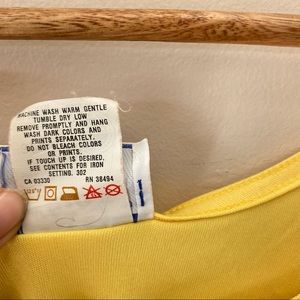 MACHINE WASH WARM GENTLE
TUMBLE DRY LOW
REMOVE PROMPTLY AND HANG
WASH DARK COLORS AND
PRINTS SEPARATELY.
DO NOT BLEACH COLORS
OR PRINTS.
IF TOUCH UP IS DESIRED,
SEE CONTENTS FOR IRON
SETTING. 302
CA 03330 RN 38494